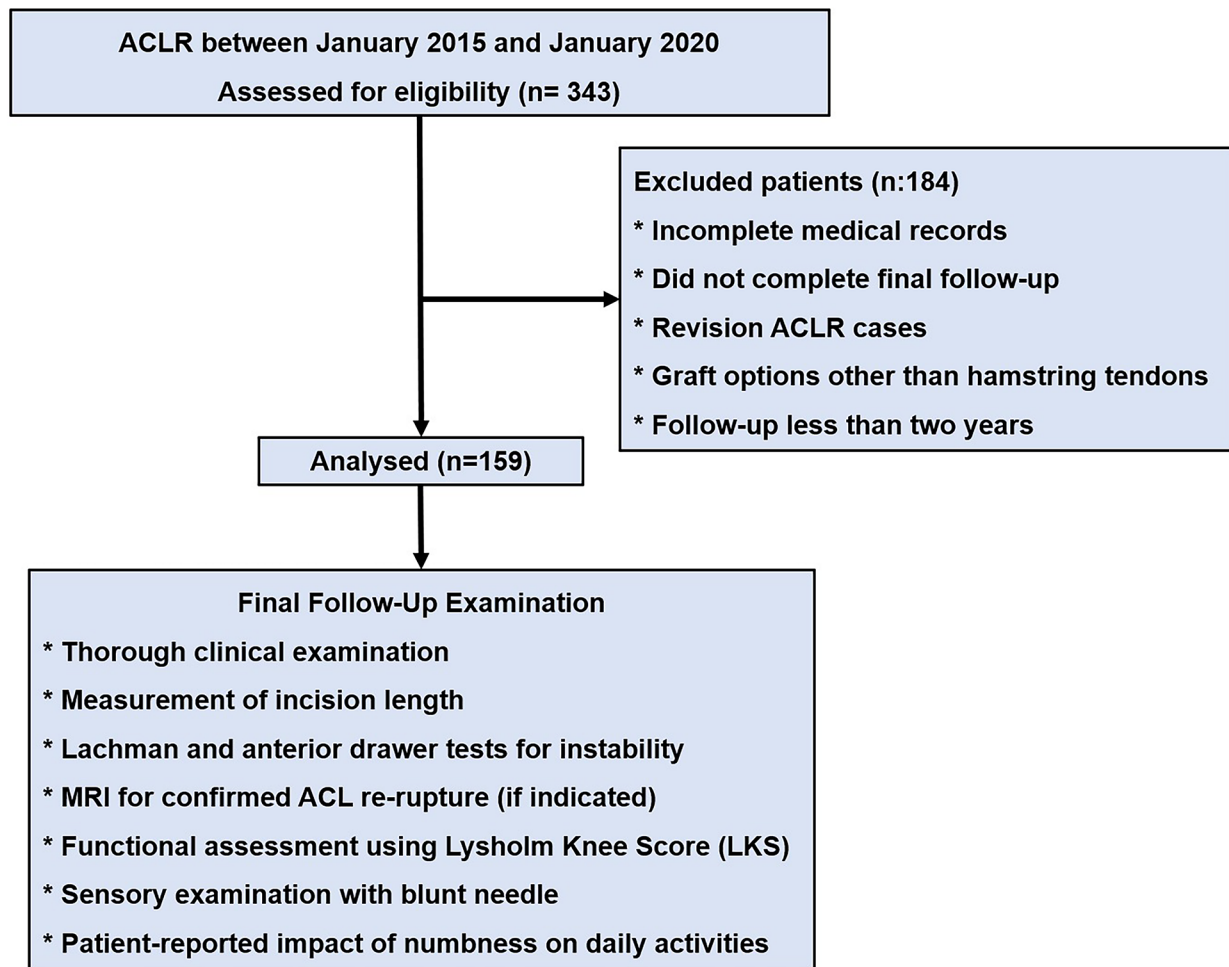 ACLR between January 2015 and January 2020
Assessed for eligibility (n= 343)
Excluded patients (n:184)
* Incomplete medical records
* Did not complete final follow-up
* Revision ACLR cases
* Graft options other than hamstring tendons
* Follow-up less than two years
Analysed (n=159)
Final Follow-Up Examination
* Thorough clinical examination
* Measurement of incision length
* Lachman and anterior drawer tests for instability
* MRI for confirmed ACL re-rupture (if indicated)
* Functional assessment using Lysholm Knee Score (LKS)
* Sensory examination with blunt needle
* Patient-reported impact of numbness on daily activities